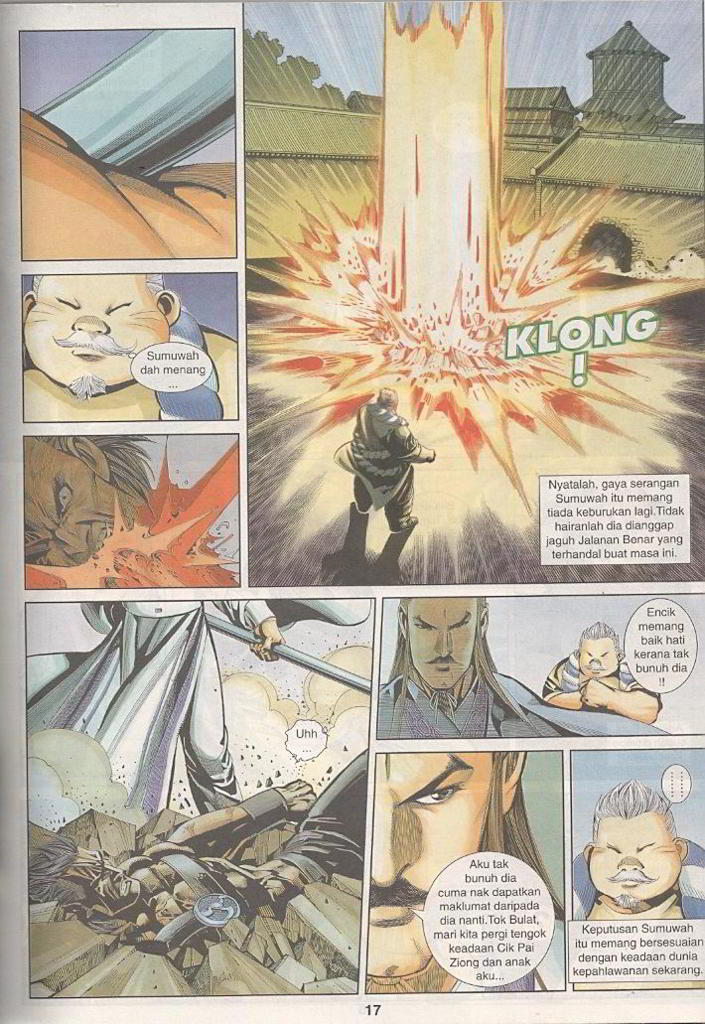 Sumuwah
dah menang
...
KLONG
!
Nyatalah, gaya serangan
Sumuwah itu memang
tiada keburukan lagi.Tidak
hairanlah dia dianggap
jaguh Jalanan Benar yang
terhandal buat masa ini.
Uhh
...
Encik
memang
baik hati
kerana tak
bunuh dia
!!
Aku tak
bunuh dia
cuma nak dapatkan
maklumat daripada
dia nanti.Tok Bulat,
mari kita pergi tengok
keadaan Cik Pai
Ziong dan anak
aku...
......
Keputusan Sumuwah
itu memang bersesuaian
dengan keadaan dunia
kepahlawanan sekarang.
17